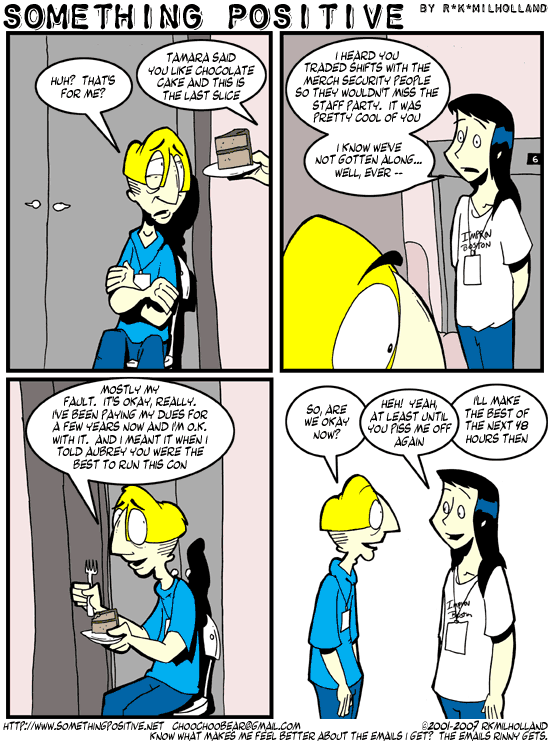 SOMETHING POSITIVE BY R*K*MILHOLLAND
HUH? THAT'S
FOR ME?
TAMARA SAID
YOU LIKE CHOCOLATE
CAKE AND THIS IS
THE LAST SLICE
I HEARD YOU
TRADED SHIFTS WITH THE
MERCH SECURITY PEOPLE
SO THEY WOULDN'T MISS THE
STAFF PARTY. IT WAS
PRETTY COOL OF YOU
I KNOW WE'VE
NOT GOTTEN ALONG...
WELL, EVER --
6
IMPKIN
BOSTON
MOSTLY MY
FAULT. IT'S OKAY, REALLY.
I'VE BEEN PAYING MY DUES FOR
A FEW YEARS NOW AND I'M O.K.
WITH IT. AND I MEANT IT WHEN I
TOLD AUBREY YOU WERE THE
BEST TO RUN THIS CON
SO, ARE
WE OKAY
NOW?
HEH! YEAH,
AT LEAST UNTIL
YOU PISS ME OFF
AGAIN
I'LL MAKE
THE BEST OF
THE NEXT 48
HOURS THEN
HTTP://WWW.SOMETHINGPOSITIVE.NET CHOOCHOOBEAR@GMAIL.COM ©2001-2007 RKMILHOLLAND
KNOW WHAT MAKES ME FEEL BETTER ABOUT THE EMAILS I GET? THE EMAILS RINNY GETS.